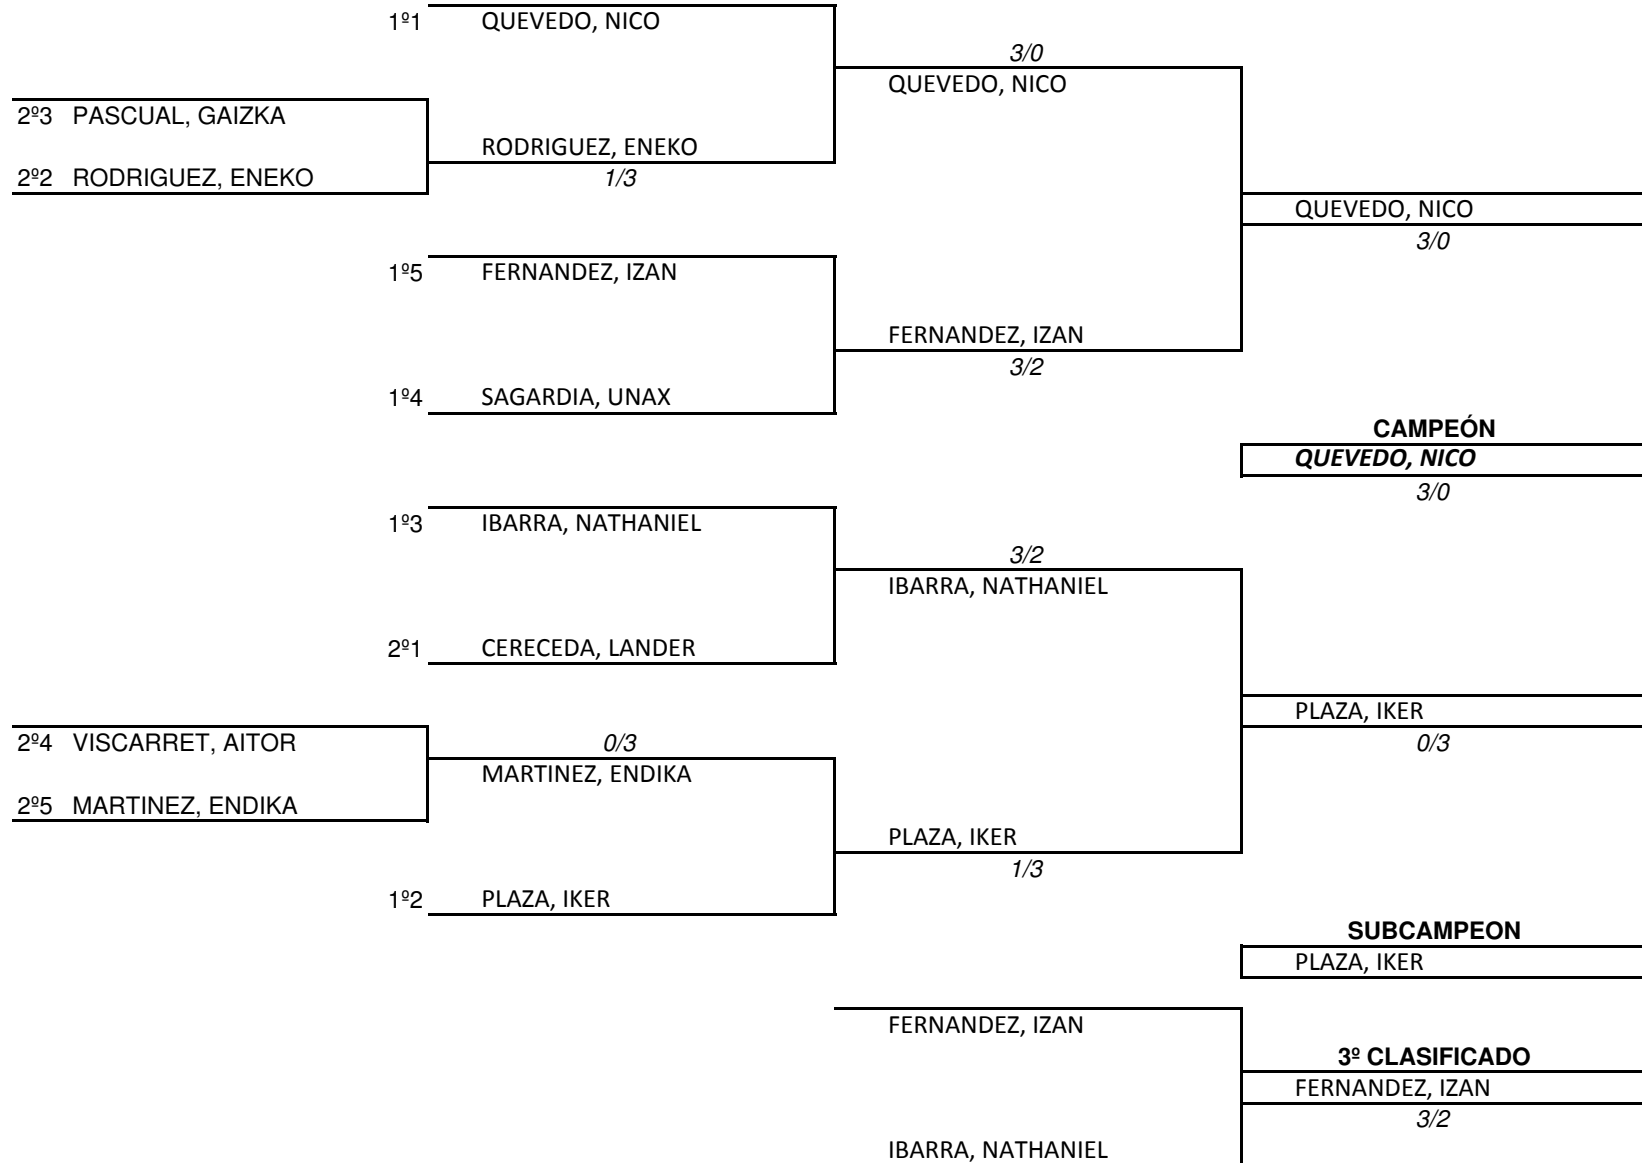 1º1 QUEVEDO, NICO
3/0
QUEVEDO, NICO
2º3 PASCUAL, GAIZKA
RODRIGUEZ, ENEKO
2º2 RODRIGUEZ, ENEKO
1/3
QUEVEDO, NICO
3/0
1º5 FERNANDEZ, IZAN
FERNANDEZ, IZAN
3/2
1º4 SAGARDIA, UNAX
CAMPEÓN
QUEVEDO, NICO
3/0
1º3 IBARRA, NATHANIEL
3/2
IBARRA, NATHANIEL
2º1 CERECEDA, LANDER
PLAZA, IKER
0/3
2º4 VISCARRET, AITOR
0/3
MARTINEZ, ENDIKA
2º5 MARTINEZ, ENDIKA
PLAZA, IKER
1/3
1º2 PLAZA, IKER
SUBCAMPEON
PLAZA, IKER
FERNANDEZ, IZAN
3º CLASIFICADO
FERNANDEZ, IZAN
3/2
IBARRA, NATHANIEL